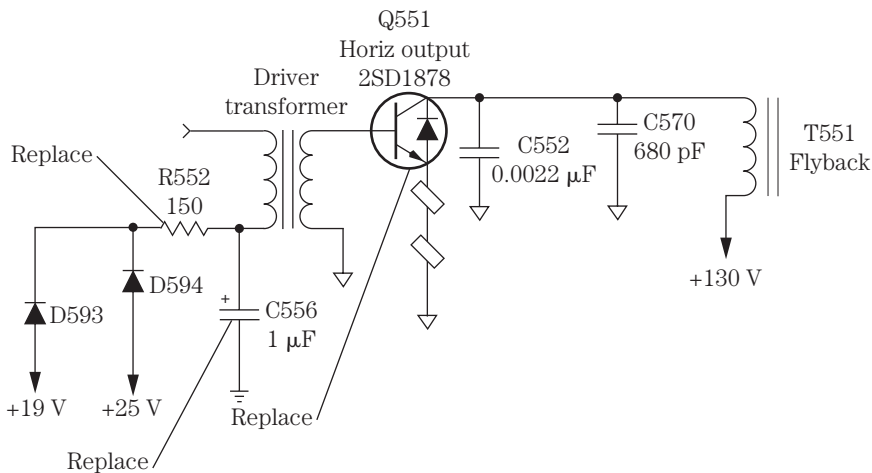 Q551
Horiz output
2SD1878
Driver
transformer
Replace
R552
150
C552
0.0022 μF
C570
680 pF
T551
Flyback
D593
D594
+
C556
1 μF
+130 V
+19 V
+25 V
Replace
Replace